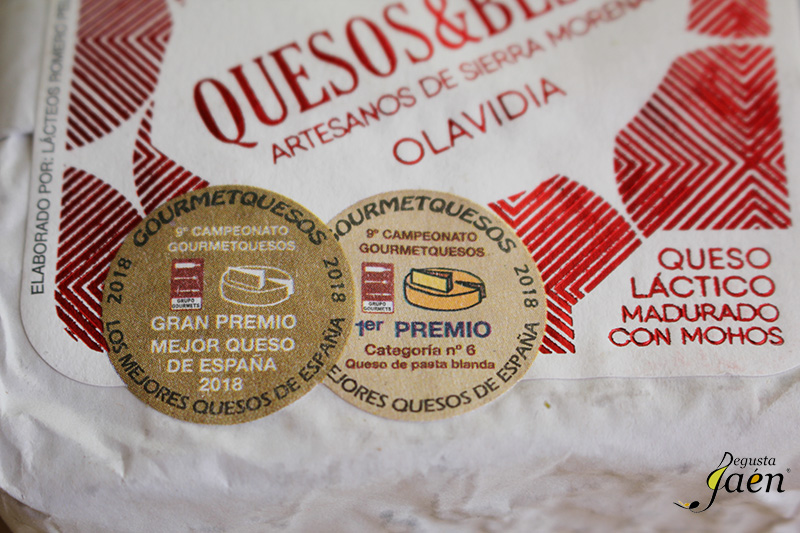 QUESOS&BE
ARTESANOS DE SIERRA MORENA
OLAVIDIA
ELABORADO POR: LÁCTEOS ROMERO
QUESO
LÁCTICO
MADURADO
CON MOHOS
GOURMETQUESOS
9º CAMPEONATO
GOURMETQUESOS
2018
2018
GRUPO
GOURMETS
GRAN PREMIO
MEJOR QUESO
DE ESPAÑA
2018
LOS MEJORES QUESOS DE ESPAÑA
GOURMETQUESOS
9º CAMPEONATO
GOURMETQUESOS
2018
GRUPO
GOURMETS
1er PREMIO
Categoría nº 6
Queso de pasta blanda
EJORES QUESOS DE ESPAÑA
Degusta
Jaén